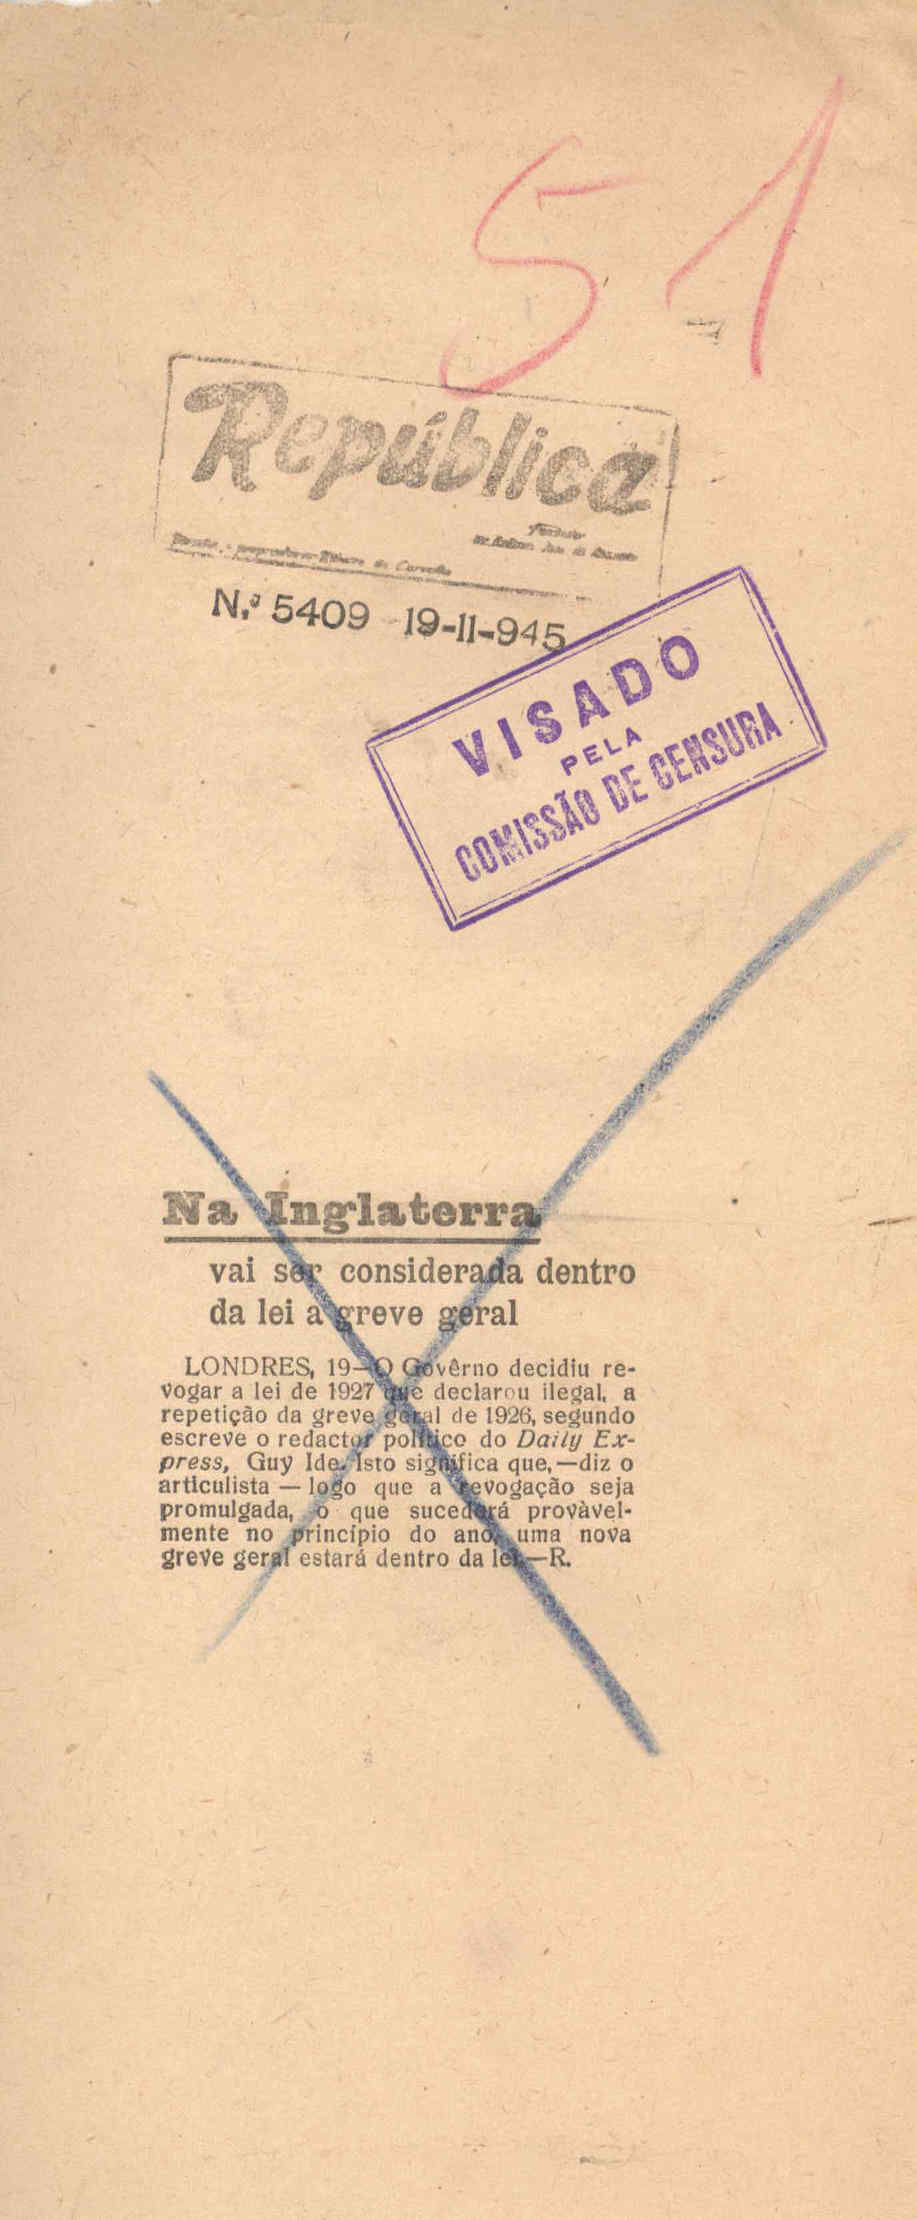 51
República
N.º 5409 19-11-945
VISADO
PELA
COMISSÃO DE CENSURA
Na Inglaterra
vai ser considerada dentro
da lei a greve geral
LONDRES, 19—O Govêrno decidiu re-
vogar a lei de 1927 que declarou ilegal, a
repetição da greve geral de 1926, segundo
escreve o redactor político do Daily Ex-
press, Guy Ide. Isto significa que,—diz o
articulista — logo que a revogação seja
promulgada, o que sucederá provàvel-
mente no princípio do ano, uma nova
greve geral estará dentro da lei.—R.